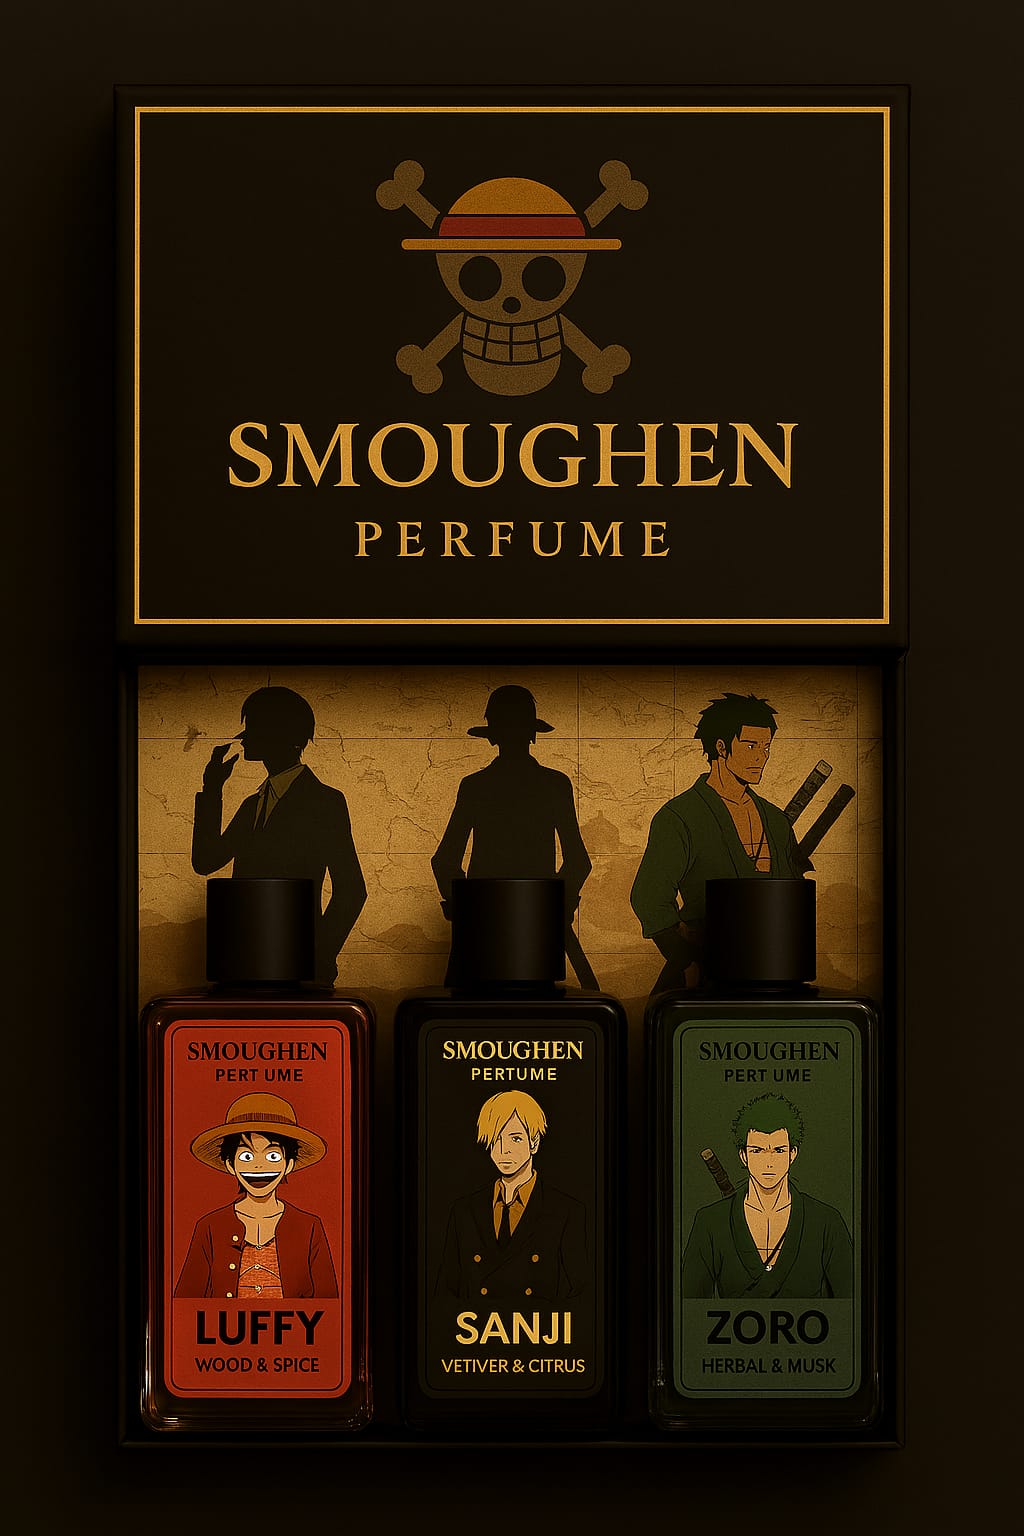 SMOUGHEN
PERFUME
SMOUGHEN
PERT UME
LUFFY
WOOD & SPICE
SMOUGHEN
PERTUME
SANJI
VETIVER & CITRUS
SMOUGHEN
PERT UME
ZORO
HERBAL & MUSK